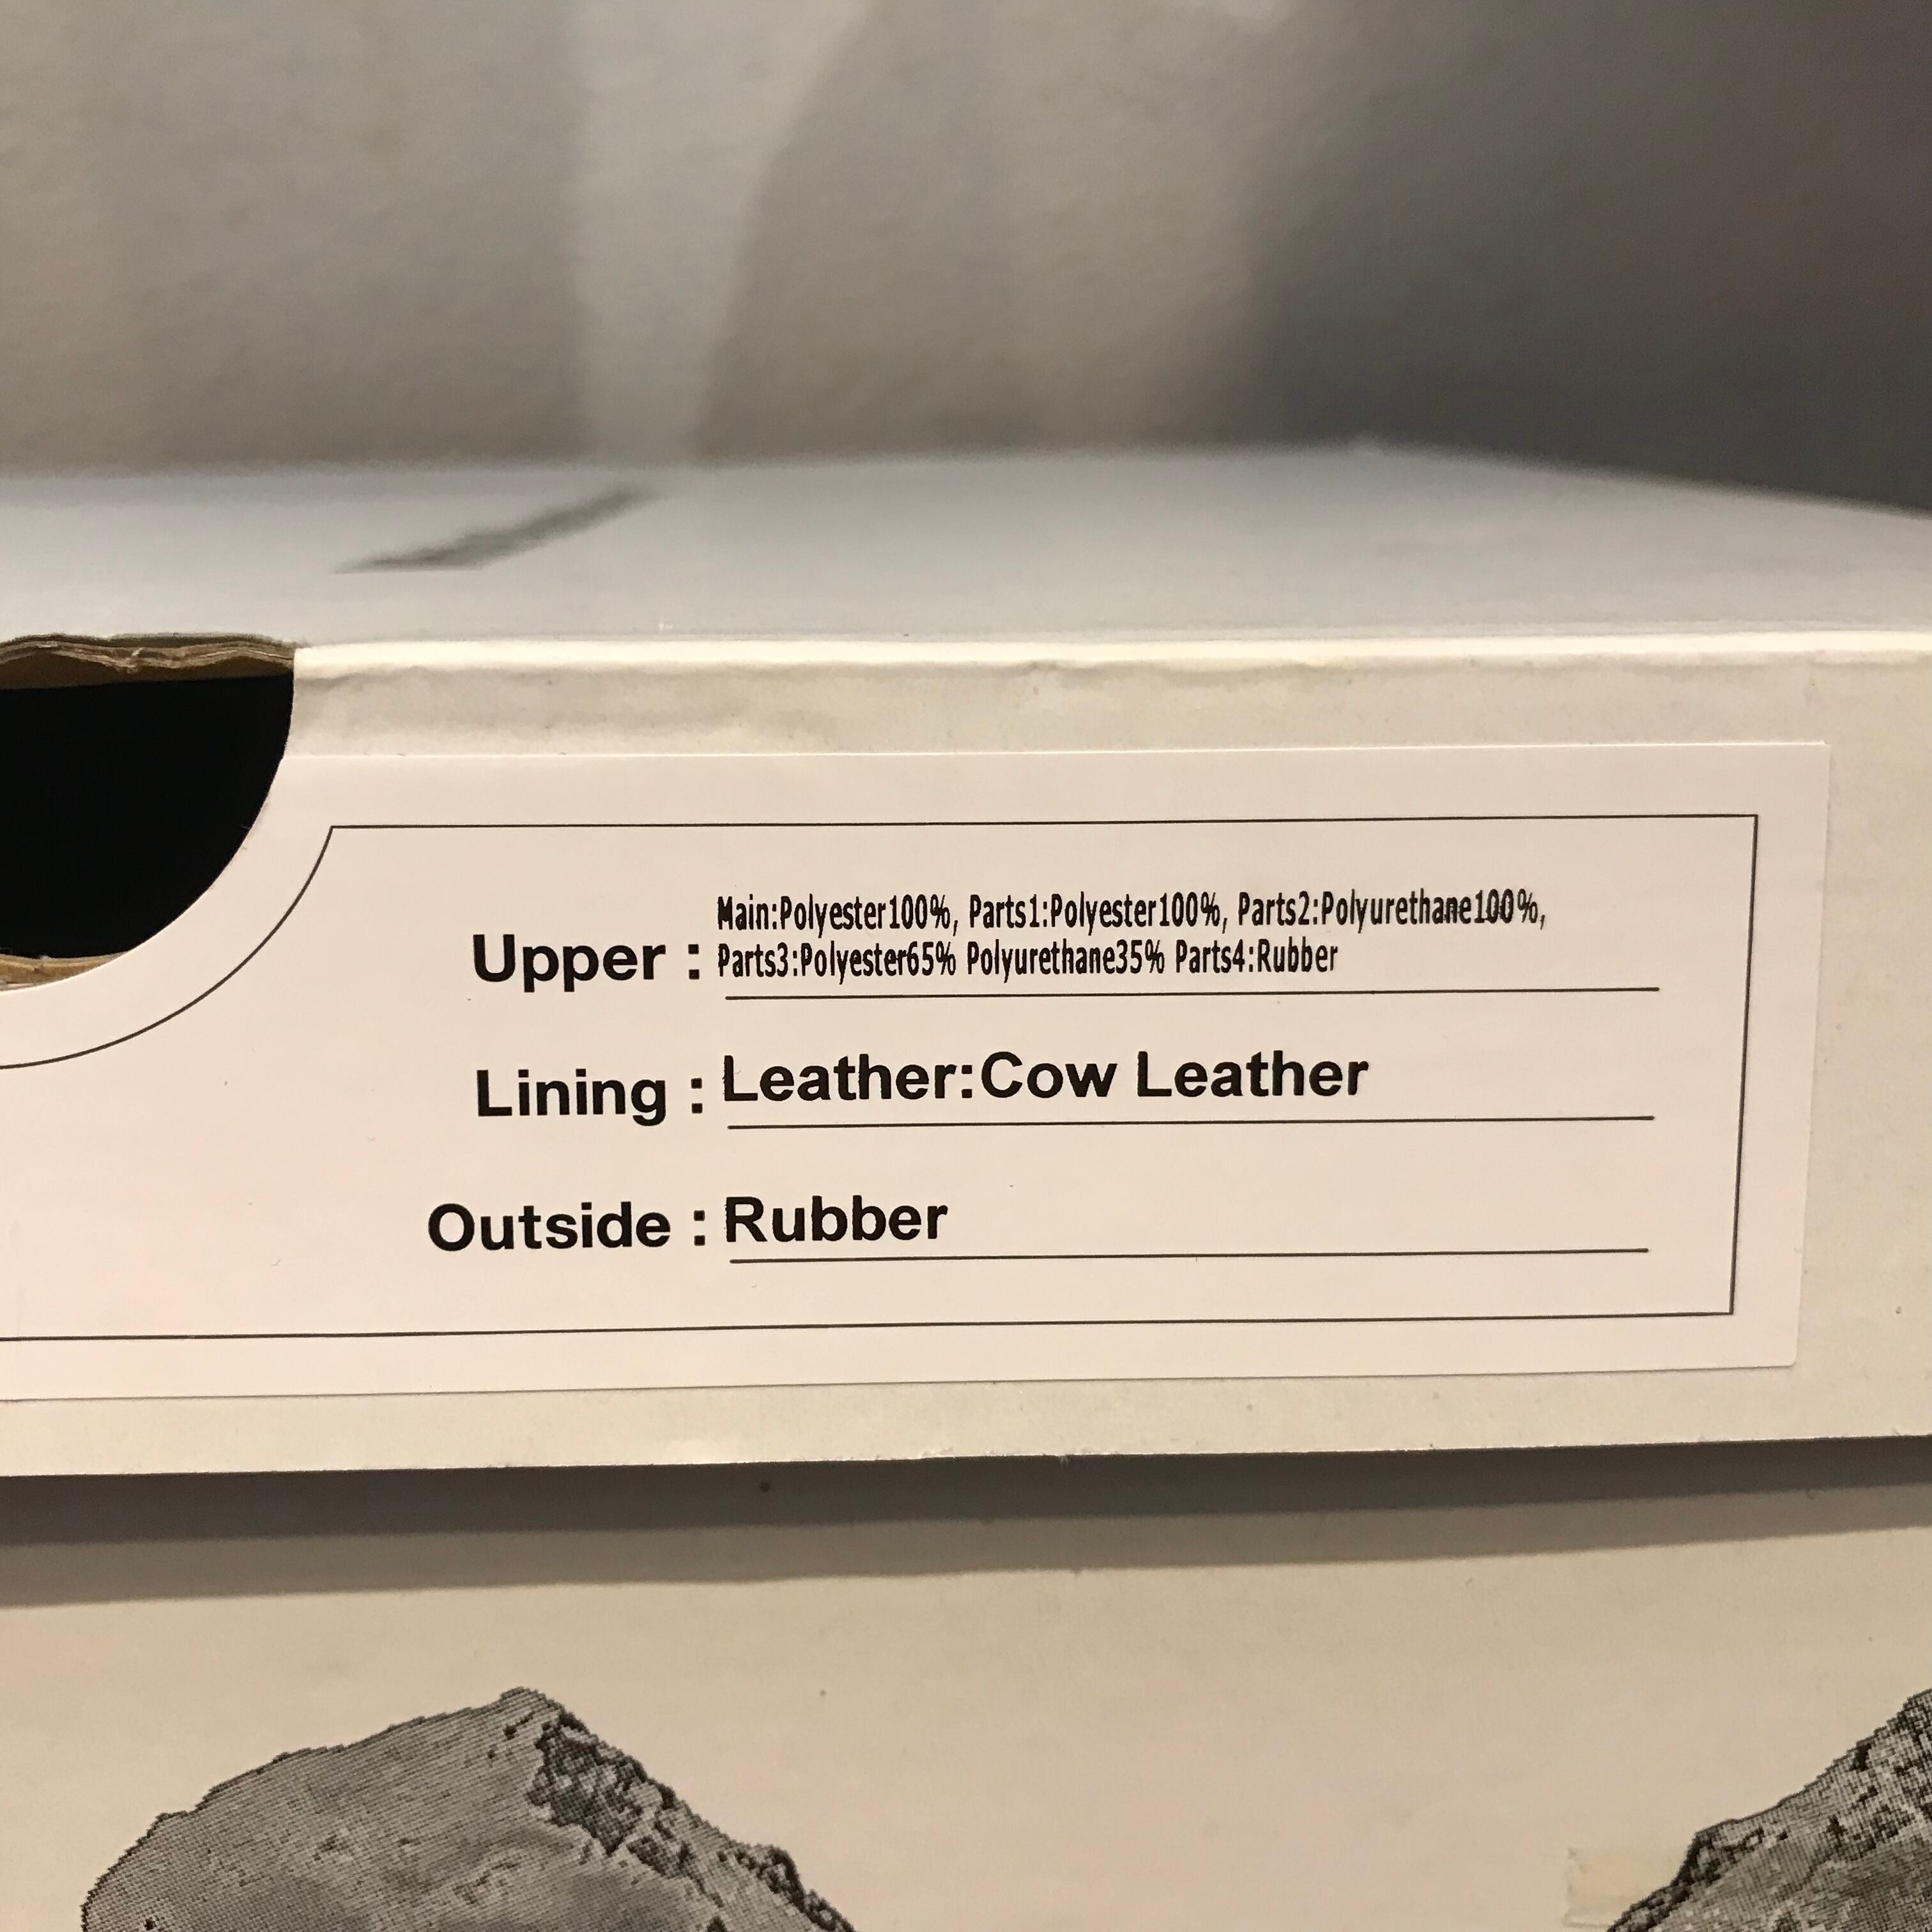 Upper : Main:Polyester100%, Parts1:Polyester100%, Parts2:Polyurethane100%,
Parts3:Polyester65% Polyurethane35% Parts4:Rubber
Lining : Leather:Cow Leather
Outside : Rubber